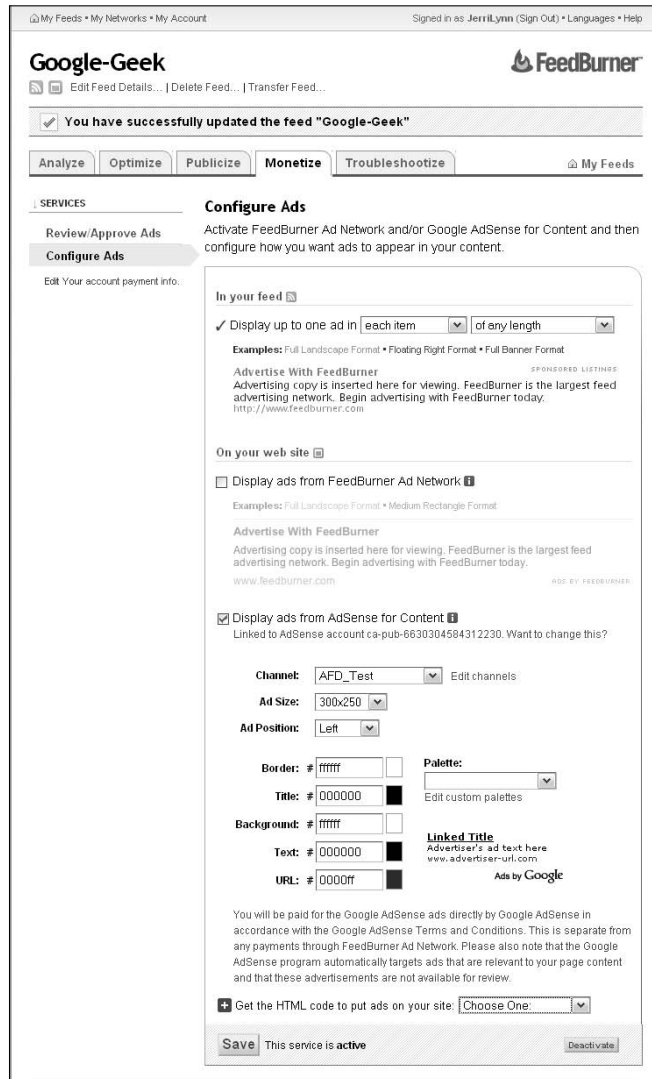 My Feeds • My Networks • My Account
Signed in as JerriLynn (Sign Out) • Languages • Help
Google-Geek
FeedBurner
Edit Feed Details... | Delete Feed... | Transfer Feed...
You have successfully updated the feed "Google-Geek"
Analyze
Optimize
Publicize
Monetize
Troubleshootize
My Feeds
↓ SERVICES
Review/Approve Ads
Configure Ads
Edit Your account payment info.
Configure Ads
Activate FeedBurner Ad Network and/or Google AdSense for Content and then
configure how you want ads to appear in your content.
In your feed
✓ Display up to one ad in each item of any length
Examples: Full Landscape Format • Floating Right Format • Full Banner Format
Advertise With FeedBurner
SPONSORED LISTINGS
Advertising copy is inserted here for viewing. FeedBurner is the largest feed
advertising network. Begin advertising with FeedBurner today.
http://www.feedburner.com
On your web site
Display ads from FeedBurner Ad Network
Examples: Full Landscape Format • Medium Rectangle Format
Advertise With FeedBurner
Advertising copy is inserted here for viewing. FeedBurner is the largest feed
advertising network. Begin advertising with FeedBurner today.
www.feedburner.com
ADS BY FEEDBURNER
Display ads from AdSense for Content
Linked to AdSense account ca-pub-6630304584312230. Want to change this?
Channel: AFD_Test Edit channels
Ad Size: 300x250
Ad Position: Left
Border: # ffffff
Title: # 000000
Background: # ffffff
Text: # 000000
URL: # 0000ff
Palette:
Edit custom palettes
Linked Title
Advertiser's ad text here
www.advertiser-url.com
Ads by Google
You will be paid for the Google AdSense ads directly by Google AdSense in
accordance with the Google AdSense Terms and Conditions. This is separate from
any payments through FeedBurner Ad Network. Please also note that the Google
AdSense program automatically targets ads that are relevant to your page content
and that these advertisements are not available for review.
Get the HTML code to put ads on your site: Choose One:
Save This service is active
Deactivate